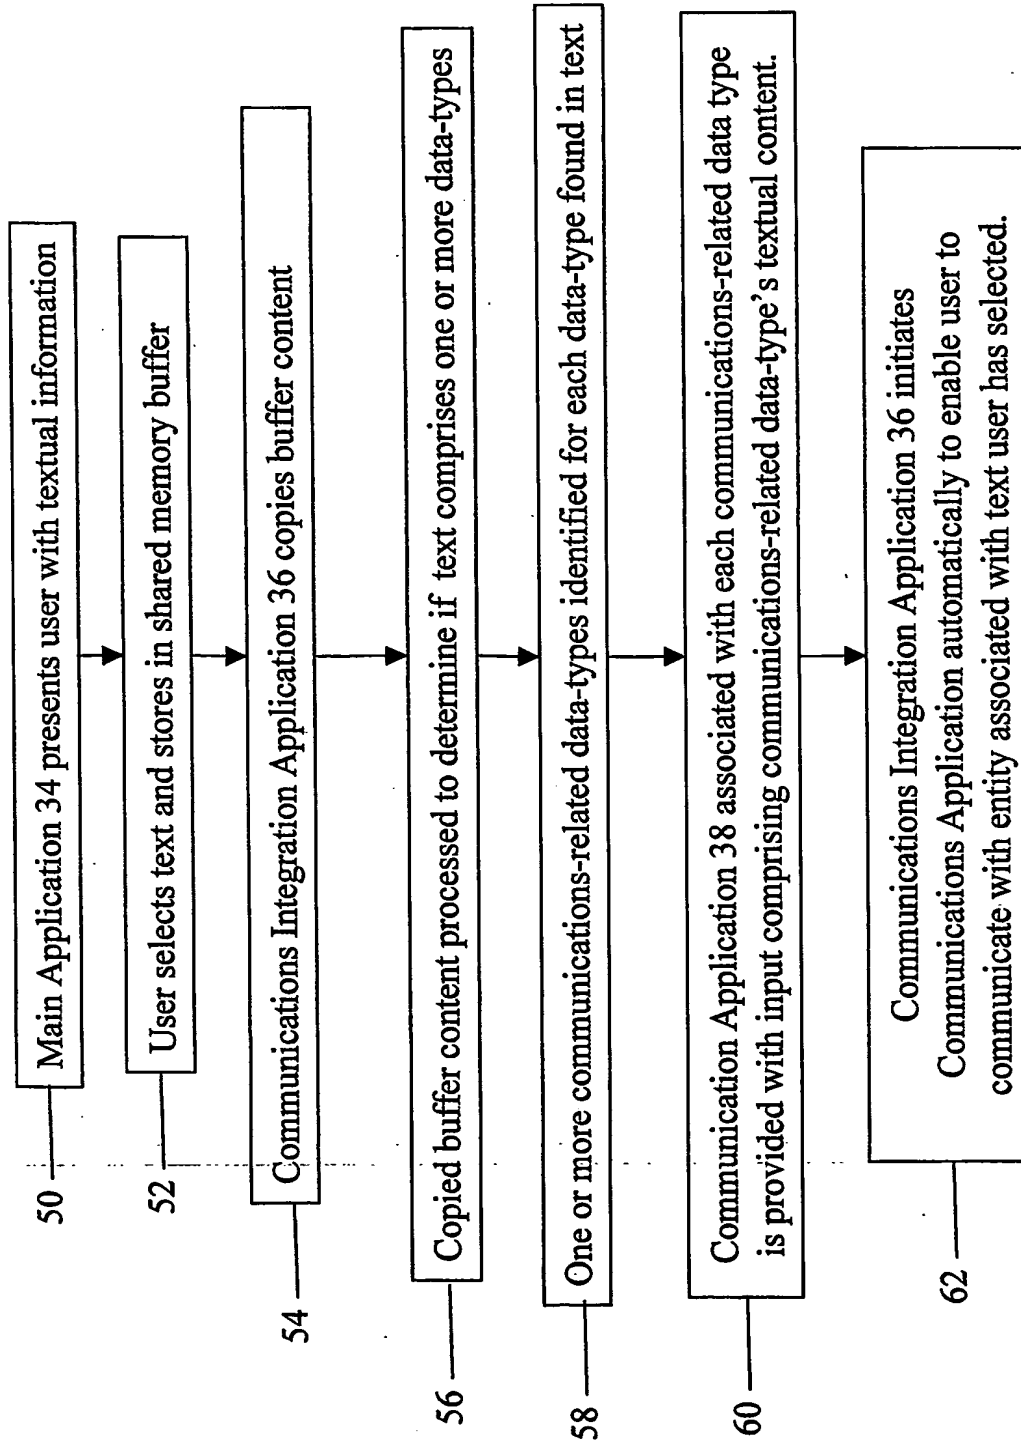 50
Main Application 34 presents user with textual information
52
User selects text and stores in shared memory buffer
54
Communications Integration Application 36 copies buffer content
56
Copied buffer content processed to determine if text comprises one or more data-types
58
One or more communications-related data-types identified for each data-type found in text
60
Communication Application 38 associated with each communications-related data type
is provided with input comprising communications-related data-type's textual content.
62
Communications Integration Application 36 initiates
Communications Application automatically to enable user to
communicate with entity associated with text user has selected.